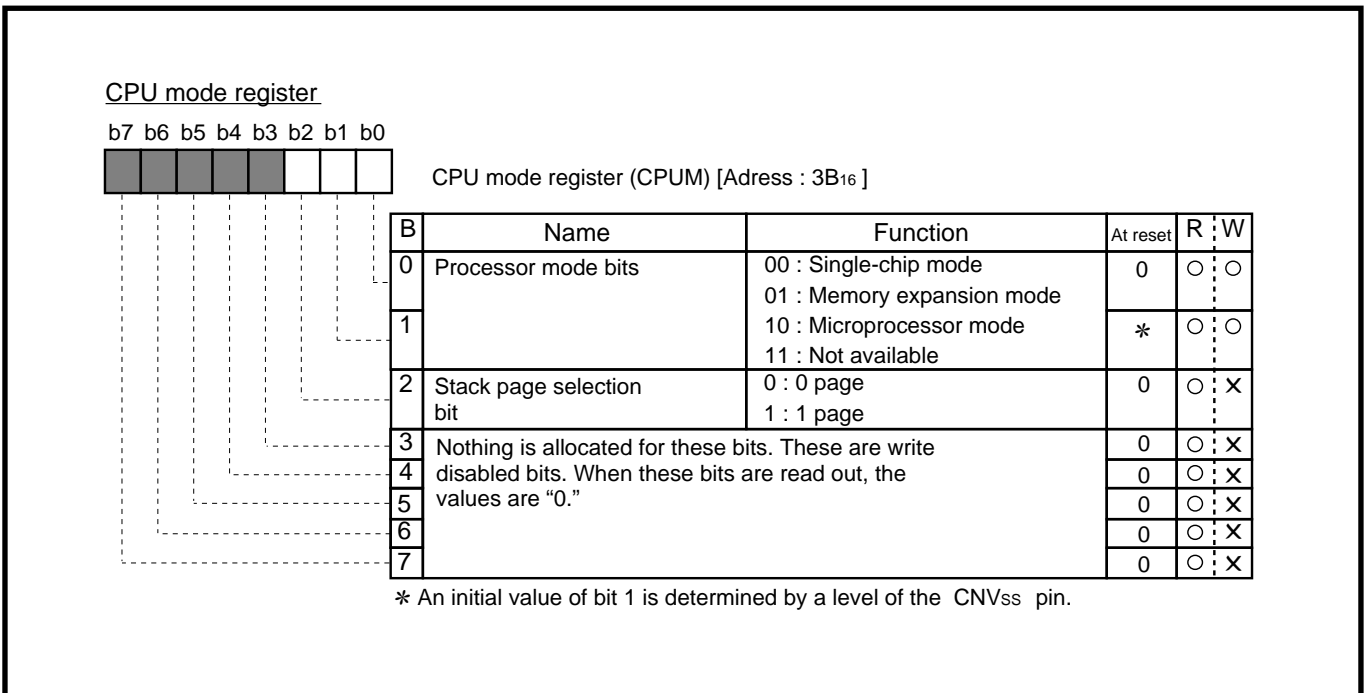 CPU mode register
b7 b6 b5 b4 b3 b2 b1 b0
CPU mode register (CPUM) [Adress : 3B16 ]
B Name Function At reset R W
0 Processor mode bits 00 : Single-chip mode 0 ○ ○
01 : Memory expansion mode
1 10 : Microprocessor mode * ○ ○
11 : Not available
2 Stack page selection 0 : 0 page 0 ○ ×
bit 1 : 1 page
3 Nothing is allocated for these bits. These are write 0 ○ ×
4 disabled bits. When these bits are read out, the 0 ○ ×
5 values are “0.” 0 ○ ×
6 0 ○ ×
7 0 ○ ×
* An initial value of bit 1 is determined by a level of the CNVss pin.